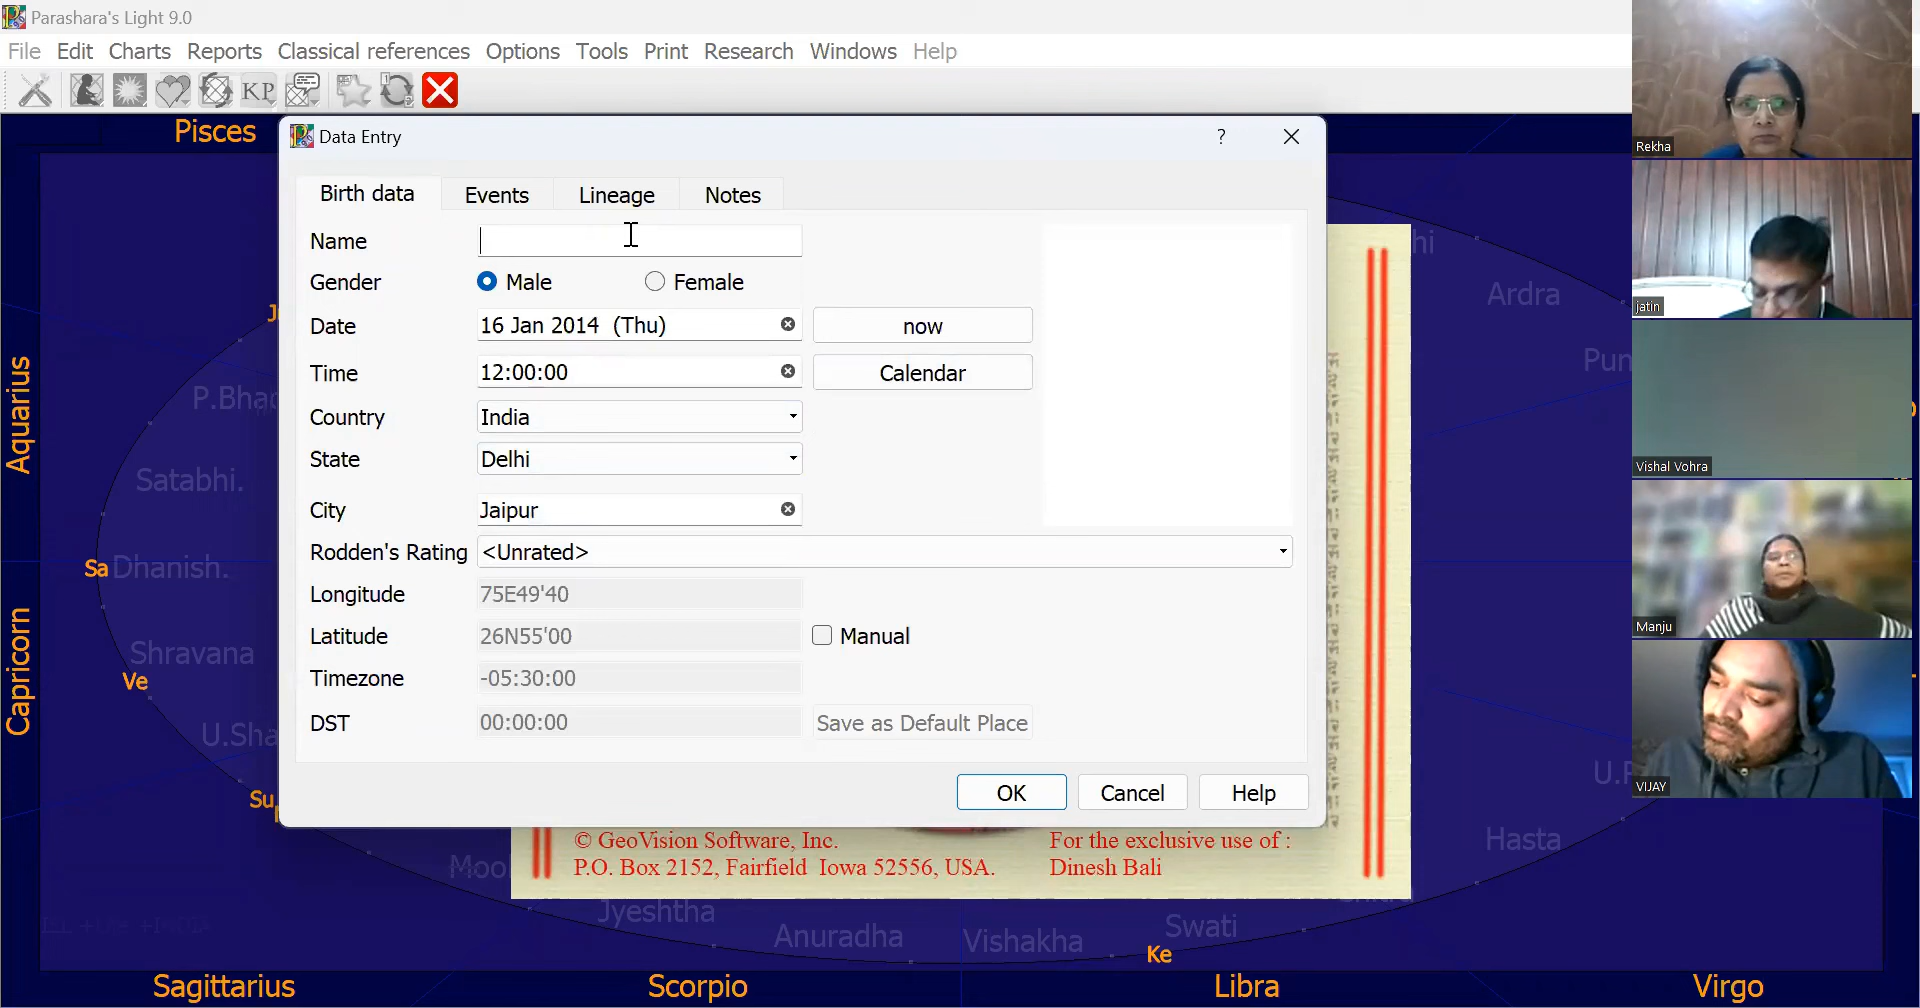 Parashara's Light 9.0
File Edit Charts Reports Classical references Options Tools Print Research Windows Help
KP
Pisces
Data Entry
?
Birth data Events Lineage Notes
Name
Gender Male Female
Date 16 Jan 2014 (Thu) now
Time 12:00:00 Calendar
Country India
State Delhi
City Jaipur
Rodden's Rating <Unrated>
Longitude 75E49'40
Latitude 26N55'00 Manual
Timezone -05:30:00
DST 00:00:00 Save as Default Place
OK Cancel Help
Aquarius
Capricorn
Satabhi.
Sa Dhanish.
Shravana
Ve
Su
Ardra
Hasta
© GeoVision Software, Inc.
P.O. Box 2152, Fairfield Iowa 52556, USA.
For the exclusive use of :
Dinesh Bali
Jyeshtha
Anuradha
Vishakha
Swati
Ke
Sagittarius Scorpio Libra Virgo
Rekha
jatin
Vishal Vohra
Manju
VIJAY